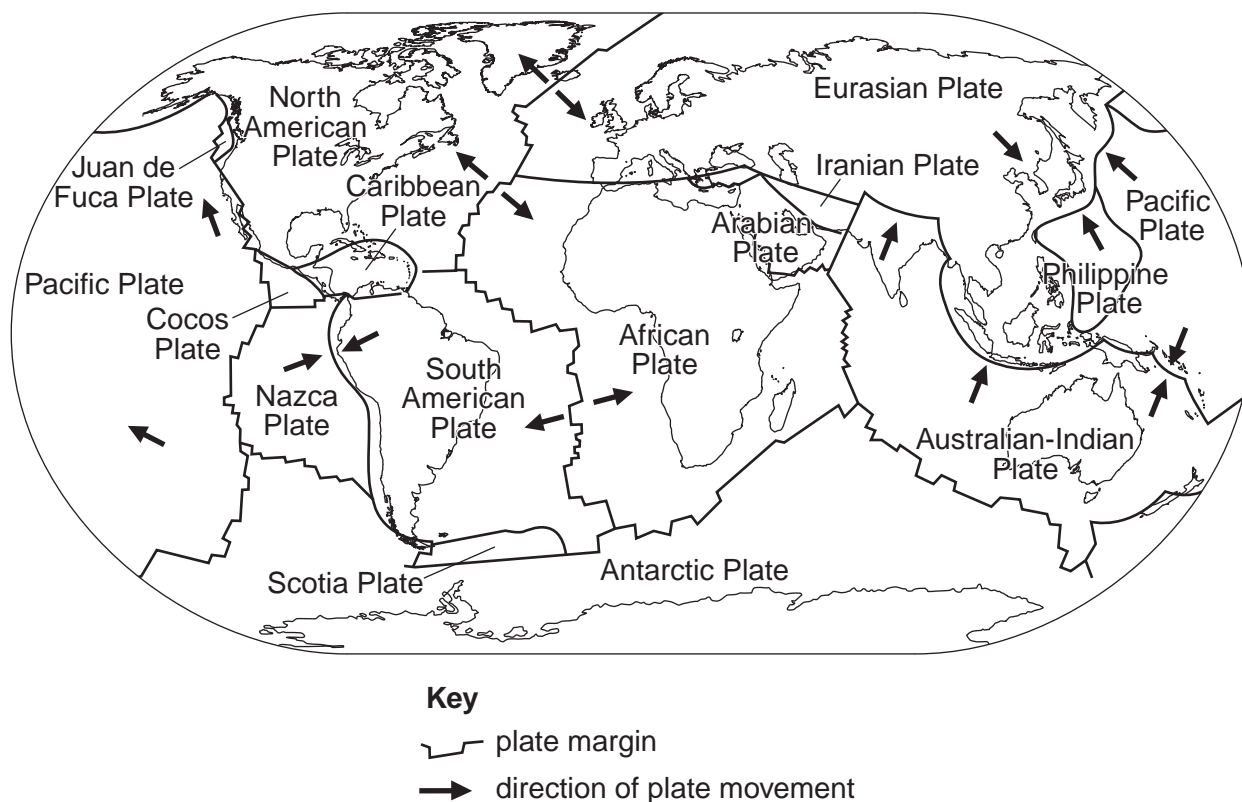 North
American
Plate
Eurasian Plate
Juan de
Fuca Plate
Caribbean
Plate
Iranian Plate
Arabian
Plate
Pacific
Plate
Pacific Plate
Cocos
Plate
Philippine
Plate
Nazca
Plate
South
American
Plate
African
Plate
Australian-Indian
Plate
Scotia Plate
Antarctic Plate
Key
plate margin
direction of plate movement